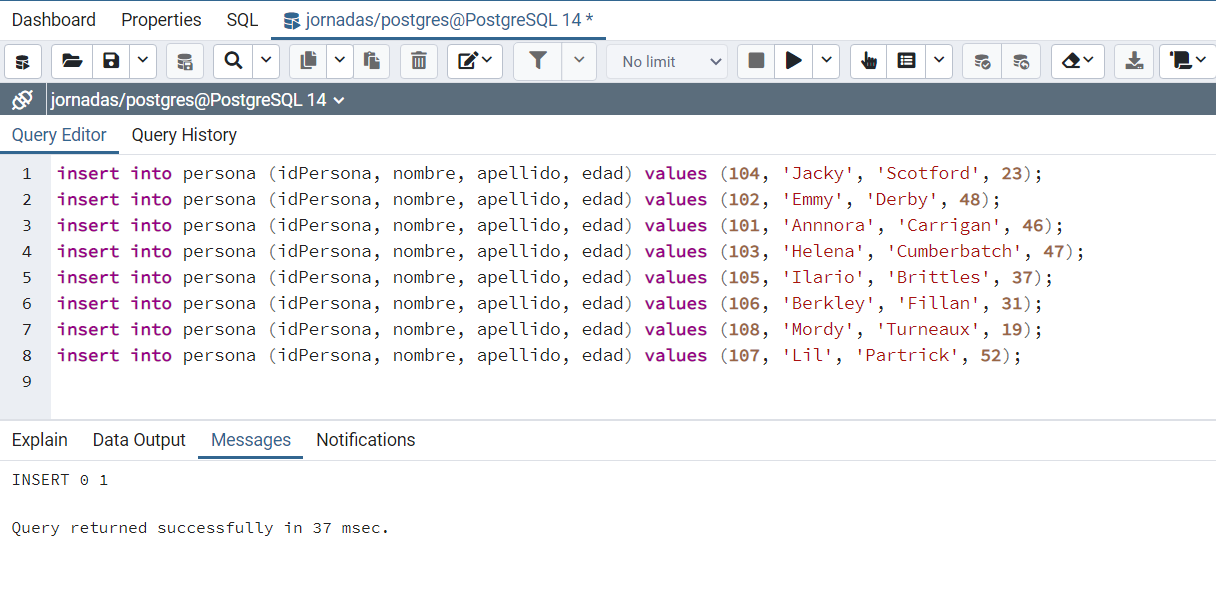 Dashboard Properties SQL jornadas/postgres@PostgreSQL 14 *
No limit
jornadas/postgres@PostgreSQL 14
Query Editor Query History
1 insert into persona (idPersona, nombre, apellido, edad) values (104, 'Jacky', 'Scotford', 23);
2 insert into persona (idPersona, nombre, apellido, edad) values (102, 'Emmy', 'Derby', 48);
3 insert into persona (idPersona, nombre, apellido, edad) values (101, 'Annnora', 'Carrigan', 46);
4 insert into persona (idPersona, nombre, apellido, edad) values (103, 'Helena', 'Cumberbatch', 47);
5 insert into persona (idPersona, nombre, apellido, edad) values (105, 'Ilario', 'Brittles', 37);
6 insert into persona (idPersona, nombre, apellido, edad) values (106, 'Berkley', 'Fillan', 31);
7 insert into persona (idPersona, nombre, apellido, edad) values (108, 'Mordy', 'Turneaux', 19);
8 insert into persona (idPersona, nombre, apellido, edad) values (107, 'Lil', 'Partrick', 52);
9
Explain Data Output Messages Notifications
INSERT 0 1
Query returned successfully in 37 msec.